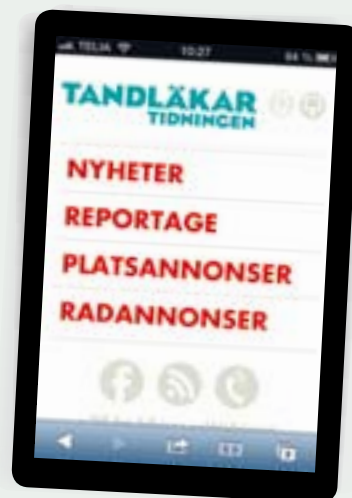 TELIA 10:27
TANDLÄKAR
TIDNINGEN
NYHETER
REPORTAGE
PLATSANNONSER
RADANNONSER